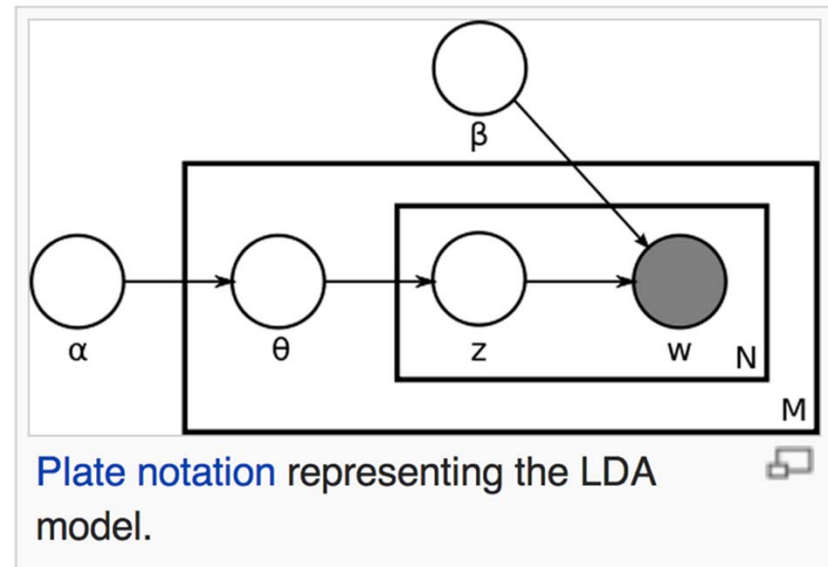 β
α
θ
z
w
N
M
Plate notation representing the LDA
model.